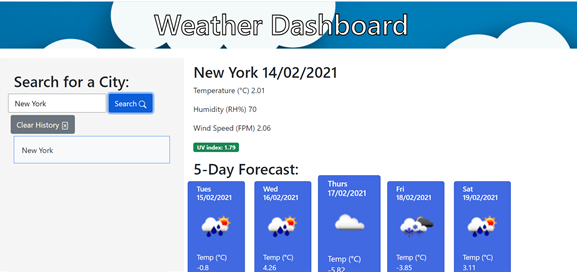 Weather Dashboard
Search for a City:
New York
Search
Clear History
New York
New York 14/02/2021
Temperature (°C) 2.01
Humidity (RH%) 70
Wind Speed (FPM) 2.06
UV index: 1.79
5-Day Forecast:
Tues
15/02/2021
Temp (°C)
-0.8
Wed
16/02/2021
Temp (°C)
4.26
Thurs
17/02/2021
Temp (°C)
-5.82
Fri
18/02/2021
Temp (°C)
-3.85
Sat
19/02/2021
Temp (°C)
3.11